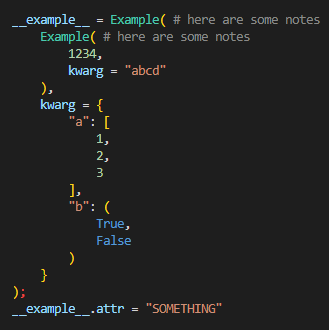 __example__ = Example( # here are some notes
    Example( # here are some notes
        1234,
        kwarg = "abcd"
    ),
    kwarg = {
        "a": [
            1,
            2,
            3
        ],
        "b": (
            True,
            False
        )
    }
);
__example__.attr = "SOMETHING"